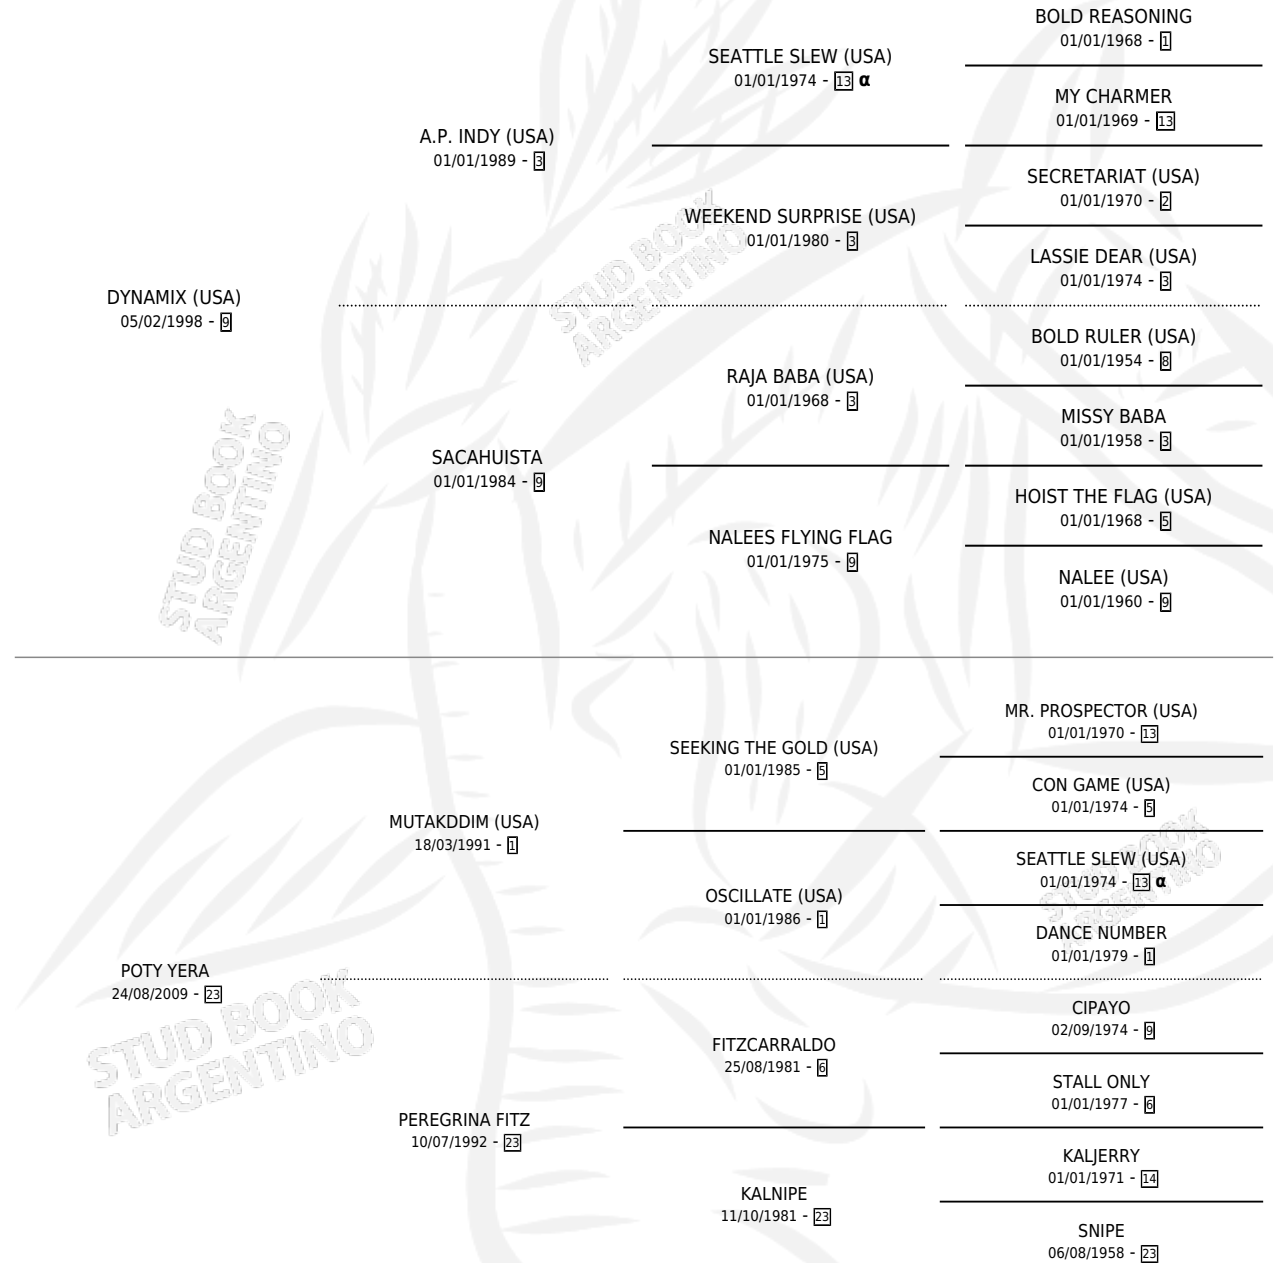 BOLD REASONING
01/01/1968 - 1
SEATTLE SLEW (USA)
01/01/1974 - 13 α
MY CHARMER
01/01/1969 - 13
A.P. INDY (USA)
01/01/1989 - 3
SECRETARIAT (USA)
01/01/1970 - 2
WEEKEND SURPRISE (USA)
01/01/1980 - 3
LASSIE DEAR (USA)
01/01/1974 - 3
DYNAMIX (USA)
05/02/1998 - 9
BOLD RULER (USA)
01/01/1954 - 8
RAJA BABA (USA)
01/01/1968 - 3
MISSY BABA
01/01/1958 - 3
SACAHUISTA
01/01/1984 - 9
HOIST THE FLAG (USA)
01/01/1968 - 5
NALEES FLYING FLAG
01/01/1975 - 9
NALEE (USA)
01/01/1960 - 9
MR. PROSPECTOR (USA)
01/01/1970 - 13
SEEKING THE GOLD (USA)
01/01/1985 - 5
CON GAME (USA)
01/01/1974 - 5
MUTAKDDIM (USA)
18/03/1991 - 1
SEATTLE SLEW (USA)
01/01/1974 - 13 α
OSCILLATE (USA)
01/01/1986 - 1
DANCE NUMBER
01/01/1979 - 1
POTY YERA
24/08/2009 - 23
CIPAYO
02/09/1974 - 9
FITZCARRALDO
25/08/1981 - 6
STALL ONLY
01/01/1977 - 6
PEREGRINA FITZ
10/07/1992 - 23
KALJERRY
01/01/1971 - 14
KALNIPE
11/10/1981 - 23
SNIPE
06/08/1958 - 23
STUD BOOK
ARGENTINO
STUD BOOK
ARGENTINO
STUD BOOK
ARGENTINO
STUD BOOK
ARGENTINO